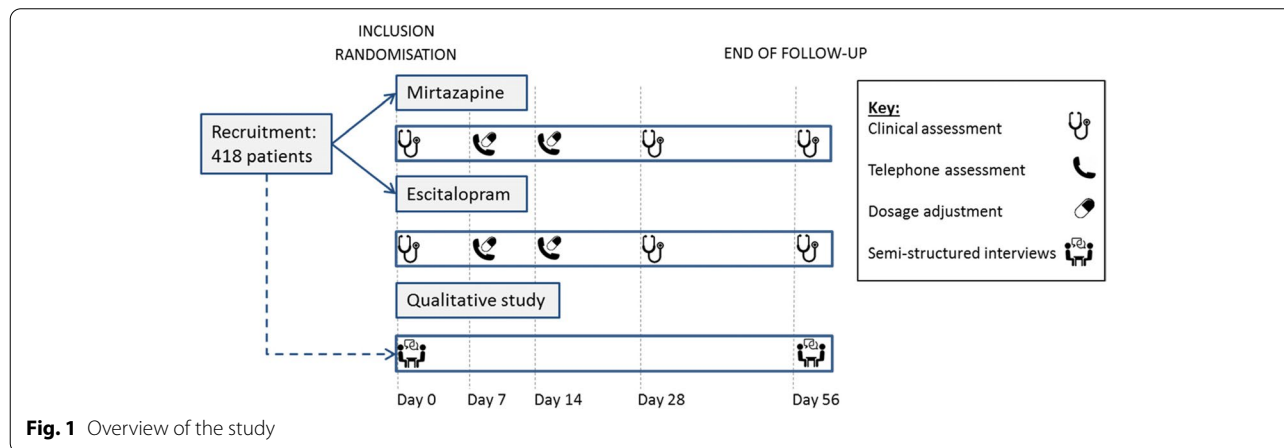 INCLUSION
RANDOMISATION
END OF FOLLOW-UP
Mirtazapine
Recruitment:
418 patients
Escitalopram
Qualitative study
Day 0
Day 7
Day 14
Day 28
Day 56
Key:
Clinical assessment
Telephone assessment
Dosage adjustment
Semi-structured interviews
Fig. 1 Overview of the study